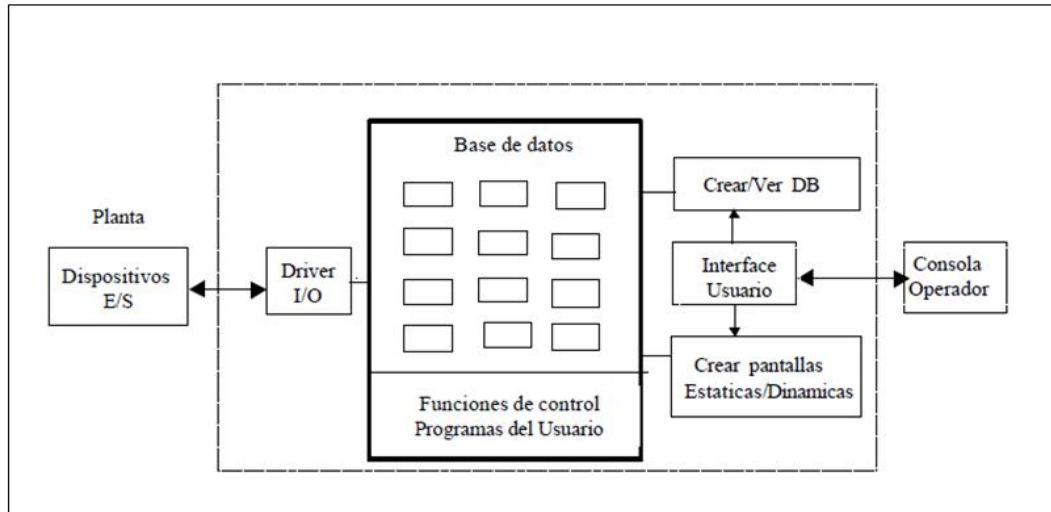 Planta
Dispositivos
E/S
Driver
I/O
Base de datos
Funciones de control
Programas del Usuario
Crear/Ver DB
Interface
Usuario
Crear pantallas
Estaticas/Dinamicas
Consola
Operador